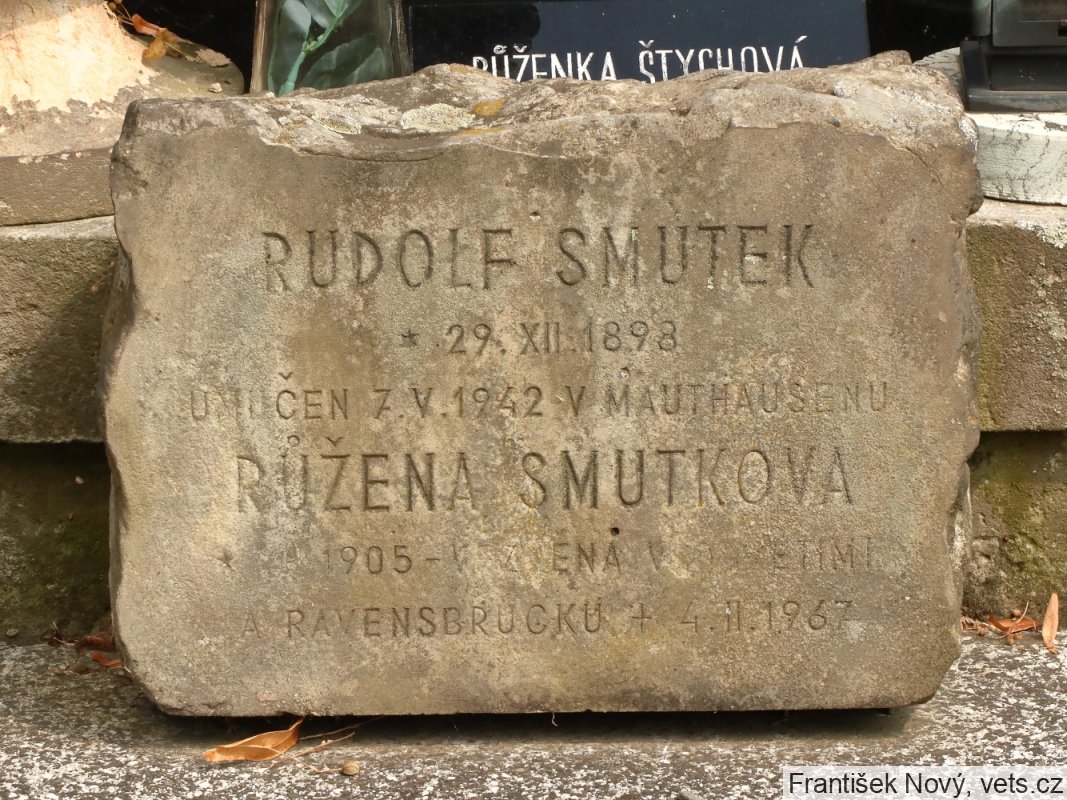 RŮŽENKA ŠTYCHOVÁ
RUDOLF SMUTEK
* 29. XII. 1898
UMUČEN 7. V. 1942 V MAUTHAUSENU
RŮŽENA SMUTKOVÁ
* 1905 - VĚZNĚNA V
A RAVENSBRÜCKU + 4. II. 1967
František Nový, vets.cz